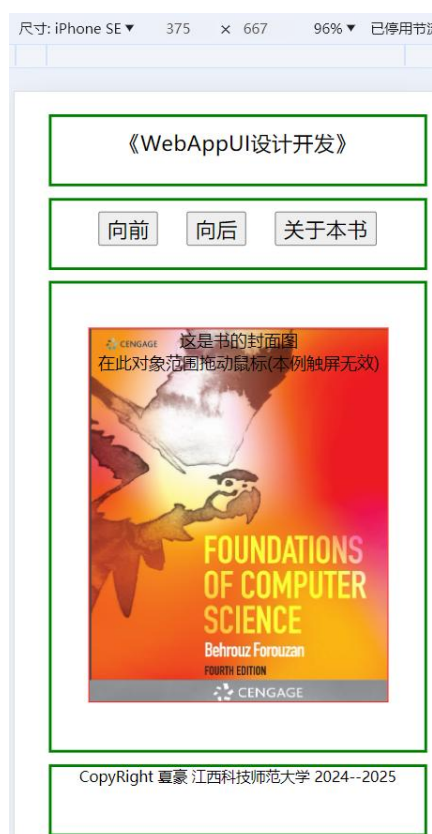 尺寸: iPhone SE ▼ 375 × 667 96% ▼ 已停用节流
《WebAppUI设计开发》
向前 向后 关于本书
CENGAGE 这是书的封面图
在此对象范围拖动鼠标(本例触屏无效)
FOUNDATIONS
OF COMPUTER
SCIENCE
Behrouz Forouzan
FOURTH EDITION
CENGAGE
CopyRight 夏豪 江西科技师范大学 2024--2025